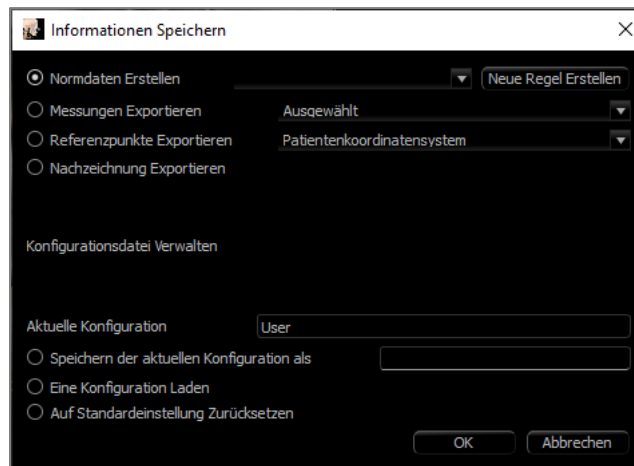 Informationen Speichern
Normdaten Erstellen Neue Regel Erstellen
Messungen Exportieren Ausgewählt
Referenzpunkte Exportieren Patientenkoordinatensystem
Nachzeichnung Exportieren
Konfigurationsdatei Verwalten
Aktuelle Konfiguration User
Speichern der aktuellen Konfiguration als
Eine Konfiguration Laden
Auf Standardeinstellung Zurücksetzen
OK Abbrechen